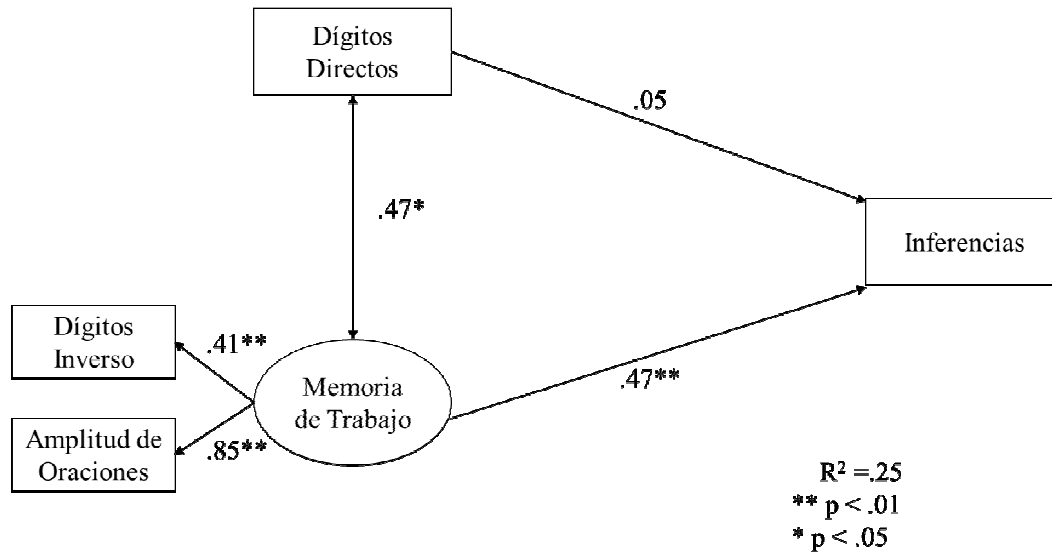 Dígitos
Directos
.05
.47*
Inferencias
Dígitos
Inverso
.41**
Memoria
de Trabajo
.47**
Amplitud de
Oraciones
.85**
R² =.25
** p < .01
* p < .05